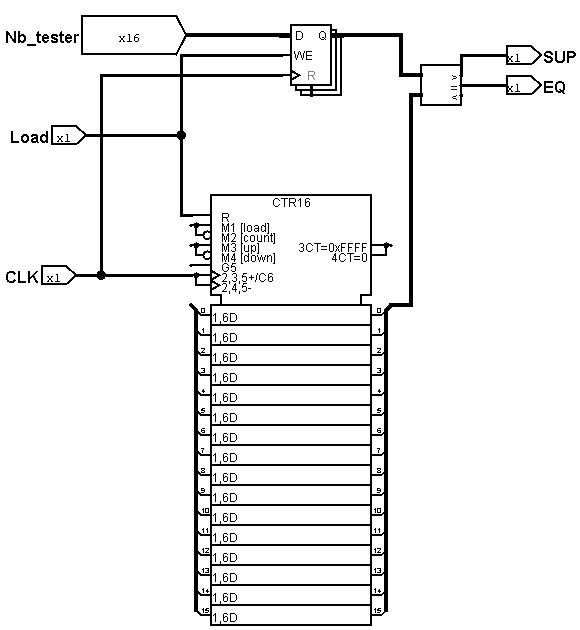 Nb_tester
x16
D Q
WE
R
> = <
x1 SUP
x1 EQ
Load x1
CTR16
R
M1 [load]
M2 [count]
M3 [up]
M4 [down]
G5
2,3,5+/C6
2,4,5-
3CT=0xFFFF
4CT=0
CLK x1
0 1,6D 0
1 1,6D 1
2 1,6D 2
3 1,6D 3
4 1,6D 4
5 1,6D 5
6 1,6D 6
7 1,6D 7
8 1,6D 8
9 1,6D 9
10 1,6D 10
11 1,6D 11
12 1,6D 12
13 1,6D 13
14 1,6D 14
15 1,6D 15